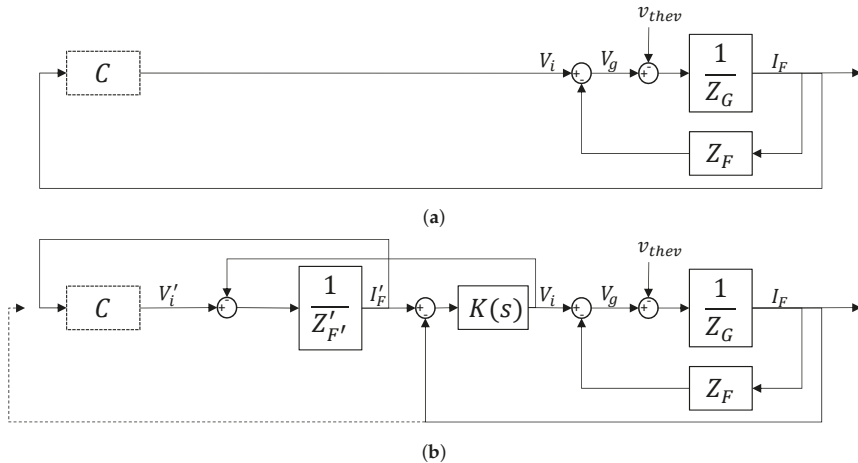 v_thev
C
V_i
+
-
V_g
+
-
1/Z_G
I_F
Z_F
(a)
v_thev
C
V_i'
+
-
1/Z'_F'
I_F'
+
-
K(s)
V_i
+
-
V_g
+
-
1/Z_G
I_F
Z_F
(b)